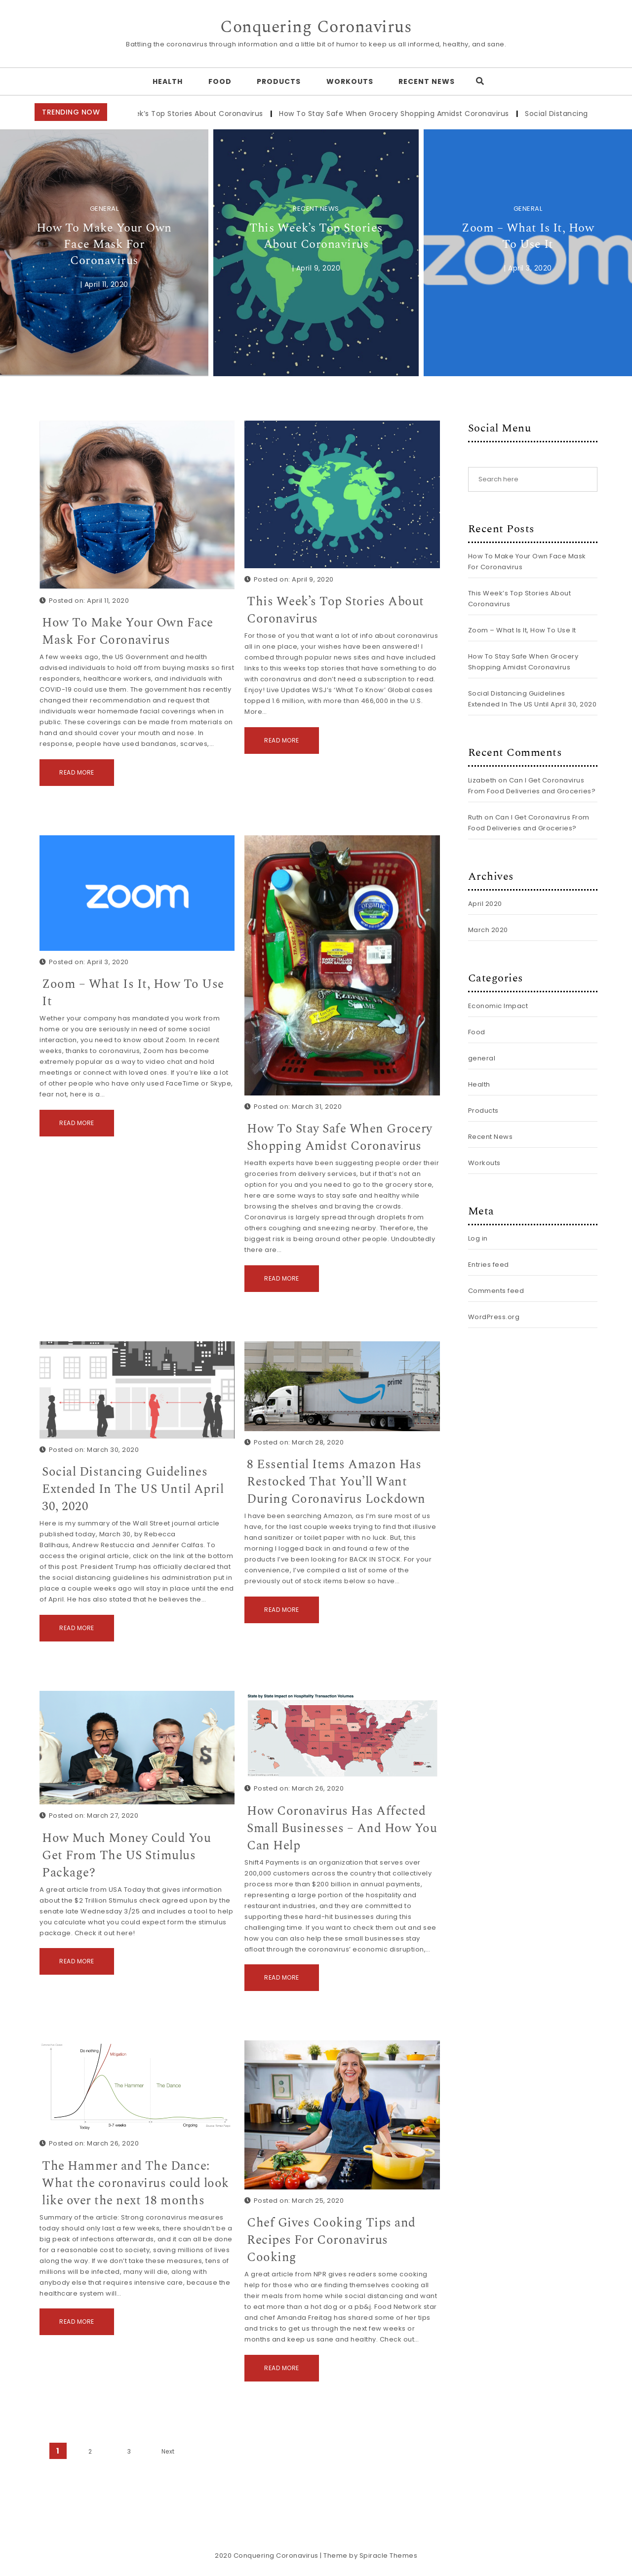 Conquering Coronavirus
Battling the coronavirus through information and a little bit of humor to keep us all informed, healthy, and sane.
HEALTH FOOD PRODUCTS WORKOUTS RECENT NEWS
TRENDING NOW
ek's Top Stories About Coronavirus How To Stay Safe When Grocery Shopping Amidst Coronavirus Social Distancing
GENERAL
How To Make Your Own
Face Mask For
Coronavirus
| April 11, 2020
RECENT NEWS
This Week's Top Stories
About Coronavirus
| April 9, 2020
GENERAL
Zoom – What Is It, How
To Use It
| April 3, 2020
zoom
Posted on: April 11, 2020
How To Make Your Own Face
Mask For Coronavirus
A few weeks ago, the US Government and health
advised individuals to hold off from buying masks so first
responders, healthcare workers, and individuals with
COVID-19 could use them. The government has recently
changed their recommendation and request that
individuals wear homemade facial coverings when in
public. These coverings can be made from materials on
hand and should cover your mouth and nose. In
response, people have used bandanas, scarves,…
READ MORE
Posted on: April 9, 2020
This Week's Top Stories About
Coronavirus
For those of you that want a lot of info about coronavirus
all in one place, your wishes have been answered! I
combed through popular news sites and have included
links to this week's top stories that have something to do
with coronavirus and don't need a subscription to read.
Enjoy! Live Updates WSJ's 'What To Know' Global cases
topped 1.6 million, with more than 466,000 in the U.S.
More…
READ MORE
zoom
Posted on: April 3, 2020
Zoom – What Is It, How To Use
It
Wether your company has mandated you work from
home or you are seriously in need of some social
interaction, you need to know about Zoom. In recent
weeks, thanks to coronavirus, Zoom has become
extremely popular as a way to video chat and hold
meetings or connect with loved ones. If you're like a lot
of other people who have only used FaceTime or Skype,
fear not, here is a…
READ MORE
ORGANIC
SWEET ITALIAN
Posted on: March 31, 2020
How To Stay Safe When Grocery
Shopping Amidst Coronavirus
Health experts have been suggesting people order their
groceries from delivery services, but if that's not an
option for you and you need to go to the grocery store,
here are some ways to stay safe and healthy while
browsing the shelves and braving the crowds.
Coronavirus is largely spread through droplets from
others coughing and sneezing nearby. Therefore, the
biggest risk is being around other people. Undoubtedly
there are…
READ MORE
Posted on: March 30, 2020
Social Distancing Guidelines
Extended In The US Until April
30, 2020
Here is my summary of the Wall Street journal article
published today, March 30, by Rebecca
Ballhaus, Andrew Restuccia and Jennifer Calfas. To
access the original article, click on the link at the bottom
of this post. President Trump has officially declared that
the social distancing guidelines his administration put in
place a couple weeks ago will stay in place until the end
of April. He has also stated that he believes the…
READ MORE
prime
Posted on: March 28, 2020
8 Essential Items Amazon Has
Restocked That You'll Want
During Coronavirus Lockdown
I have been searching Amazon, as I'm sure most of us
have, for the last couple weeks trying to find that illusive
hand sanitizer or toilet paper with no luck. But, this
morning I logged back in and found a few of the
products I've been looking for BACK IN STOCK. For your
convenience, I've compiled a list of some of the
previously out of stock items below so have…
READ MORE
$ $
Posted on: March 27, 2020
How Much Money Could You
Get From The US Stimulus
Package?
A great article from USA Today that gives information
about the $2 Trillion Stimulus check agreed upon by the
senate late Wednesday 3/25 and includes a tool to help
you calculate what you could expect form the stimulus
package. Check it out here!
READ MORE
State by State Impact on Hospitality Transaction Volumes
Posted on: March 26, 2020
How Coronavirus Has Affected
Small Businesses – And How You
Can Help
Shift4 Payments is an organization that serves over
200,000 customers across the country that collectively
process more than $200 billion in annual payments,
representing a large portion of the hospitality and
restaurant industries, and they are committed to
supporting these hard-hit businesses during this
challenging time. If you want to check them out and see
how you can also help these small businesses stay
afloat through the coronavirus' economic disruption,…
READ MORE
Do nothing
Mitigation
The Hammer The Dance
Today 3-7 weeks Ongoing
Posted on: March 26, 2020
The Hammer and The Dance:
What the coronavirus could look
like over the next 18 months
Summary of the article: Strong coronavirus measures
today should only last a few weeks, there shouldn't be a
big peak of infections afterwards, and it can all be done
for a reasonable cost to society, saving millions of lives
along the way. If we don't take these measures, tens of
millions will be infected, many will die, along with
anybody else that requires intensive care, because the
healthcare system will…
READ MORE
Posted on: March 25, 2020
Chef Gives Cooking Tips and
Recipes For Coronavirus
Cooking
A great article from NPR gives readers some cooking
help for those who are finding themselves cooking all
their meals from home while social distancing and want
to eat more than a hot dog or a pb&j. Food Network star
and chef Amanda Freitag has shared some of her tips
and tricks to get us through the next few weeks or
months and keep us sane and healthy. Check out…
READ MORE
1 2 3 Next
Social Menu
Search here
Recent Posts
How To Make Your Own Face Mask
For Coronavirus
This Week's Top Stories About
Coronavirus
Zoom – What Is It, How To Use It
How To Stay Safe When Grocery
Shopping Amidst Coronavirus
Social Distancing Guidelines
Extended In The US Until April 30, 2020
Recent Comments
Lizabeth on Can I Get Coronavirus
From Food Deliveries and Groceries?
Ruth on Can I Get Coronavirus From
Food Deliveries and Groceries?
Archives
April 2020
March 2020
Categories
Economic Impact
Food
general
Health
Products
Recent News
Workouts
Meta
Log in
Entries feed
Comments feed
WordPress.org
2020 Conquering Coronavirus | Theme by Spiracle Themes